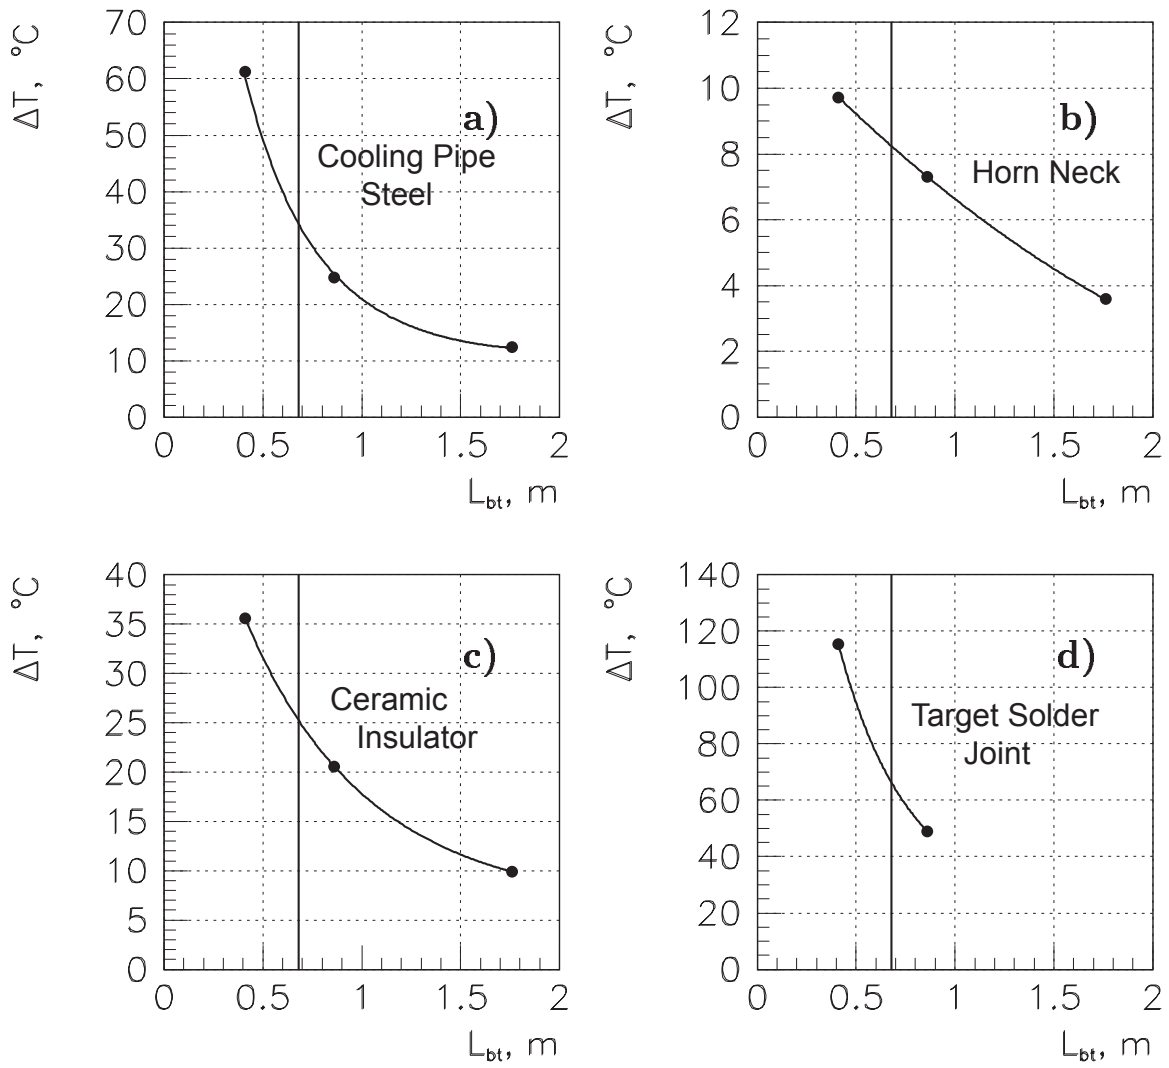 ΔT, °C
70
60
50
40
30
20
10
0
a)
Cooling Pipe
Steel
0 0.5 1 1.5 2
L_bt, m
ΔT, °C
12
10
8
6
4
2
0
b)
Horn Neck
0 0.5 1 1.5 2
L_bt, m
ΔT, °C
40
35
30
25
20
15
10
5
0
c)
Ceramic
Insulator
0 0.5 1 1.5 2
L_bt, m
ΔT, °C
140
120
100
80
60
40
20
0
d)
Target Solder
Joint
0 0.5 1 1.5 2
L_bt, m